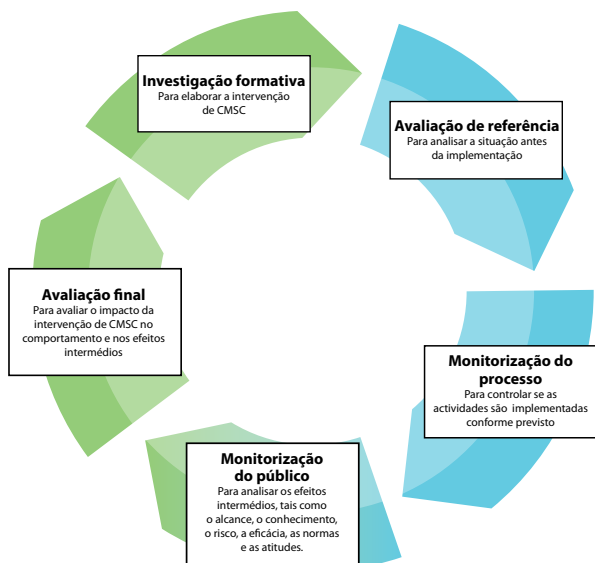 Investigação formativa
Para elaborar a intervenção
de CMSC
Avaliação de referência
Para analisar a situação antes
da implementação
Monitorização do
processo
Para controlar se as
actividades são implementadas
conforme previsto
Monitorização
do público
Para analisar os efeitos
intermédios, tais como
o alcance, o conhecimento,
o risco, a eficácia, as normas
e as atitudes.
Avaliação final
Para avaliar o impacto da
intervenção de CMSC no
comportamento e nos efeitos
intermédios